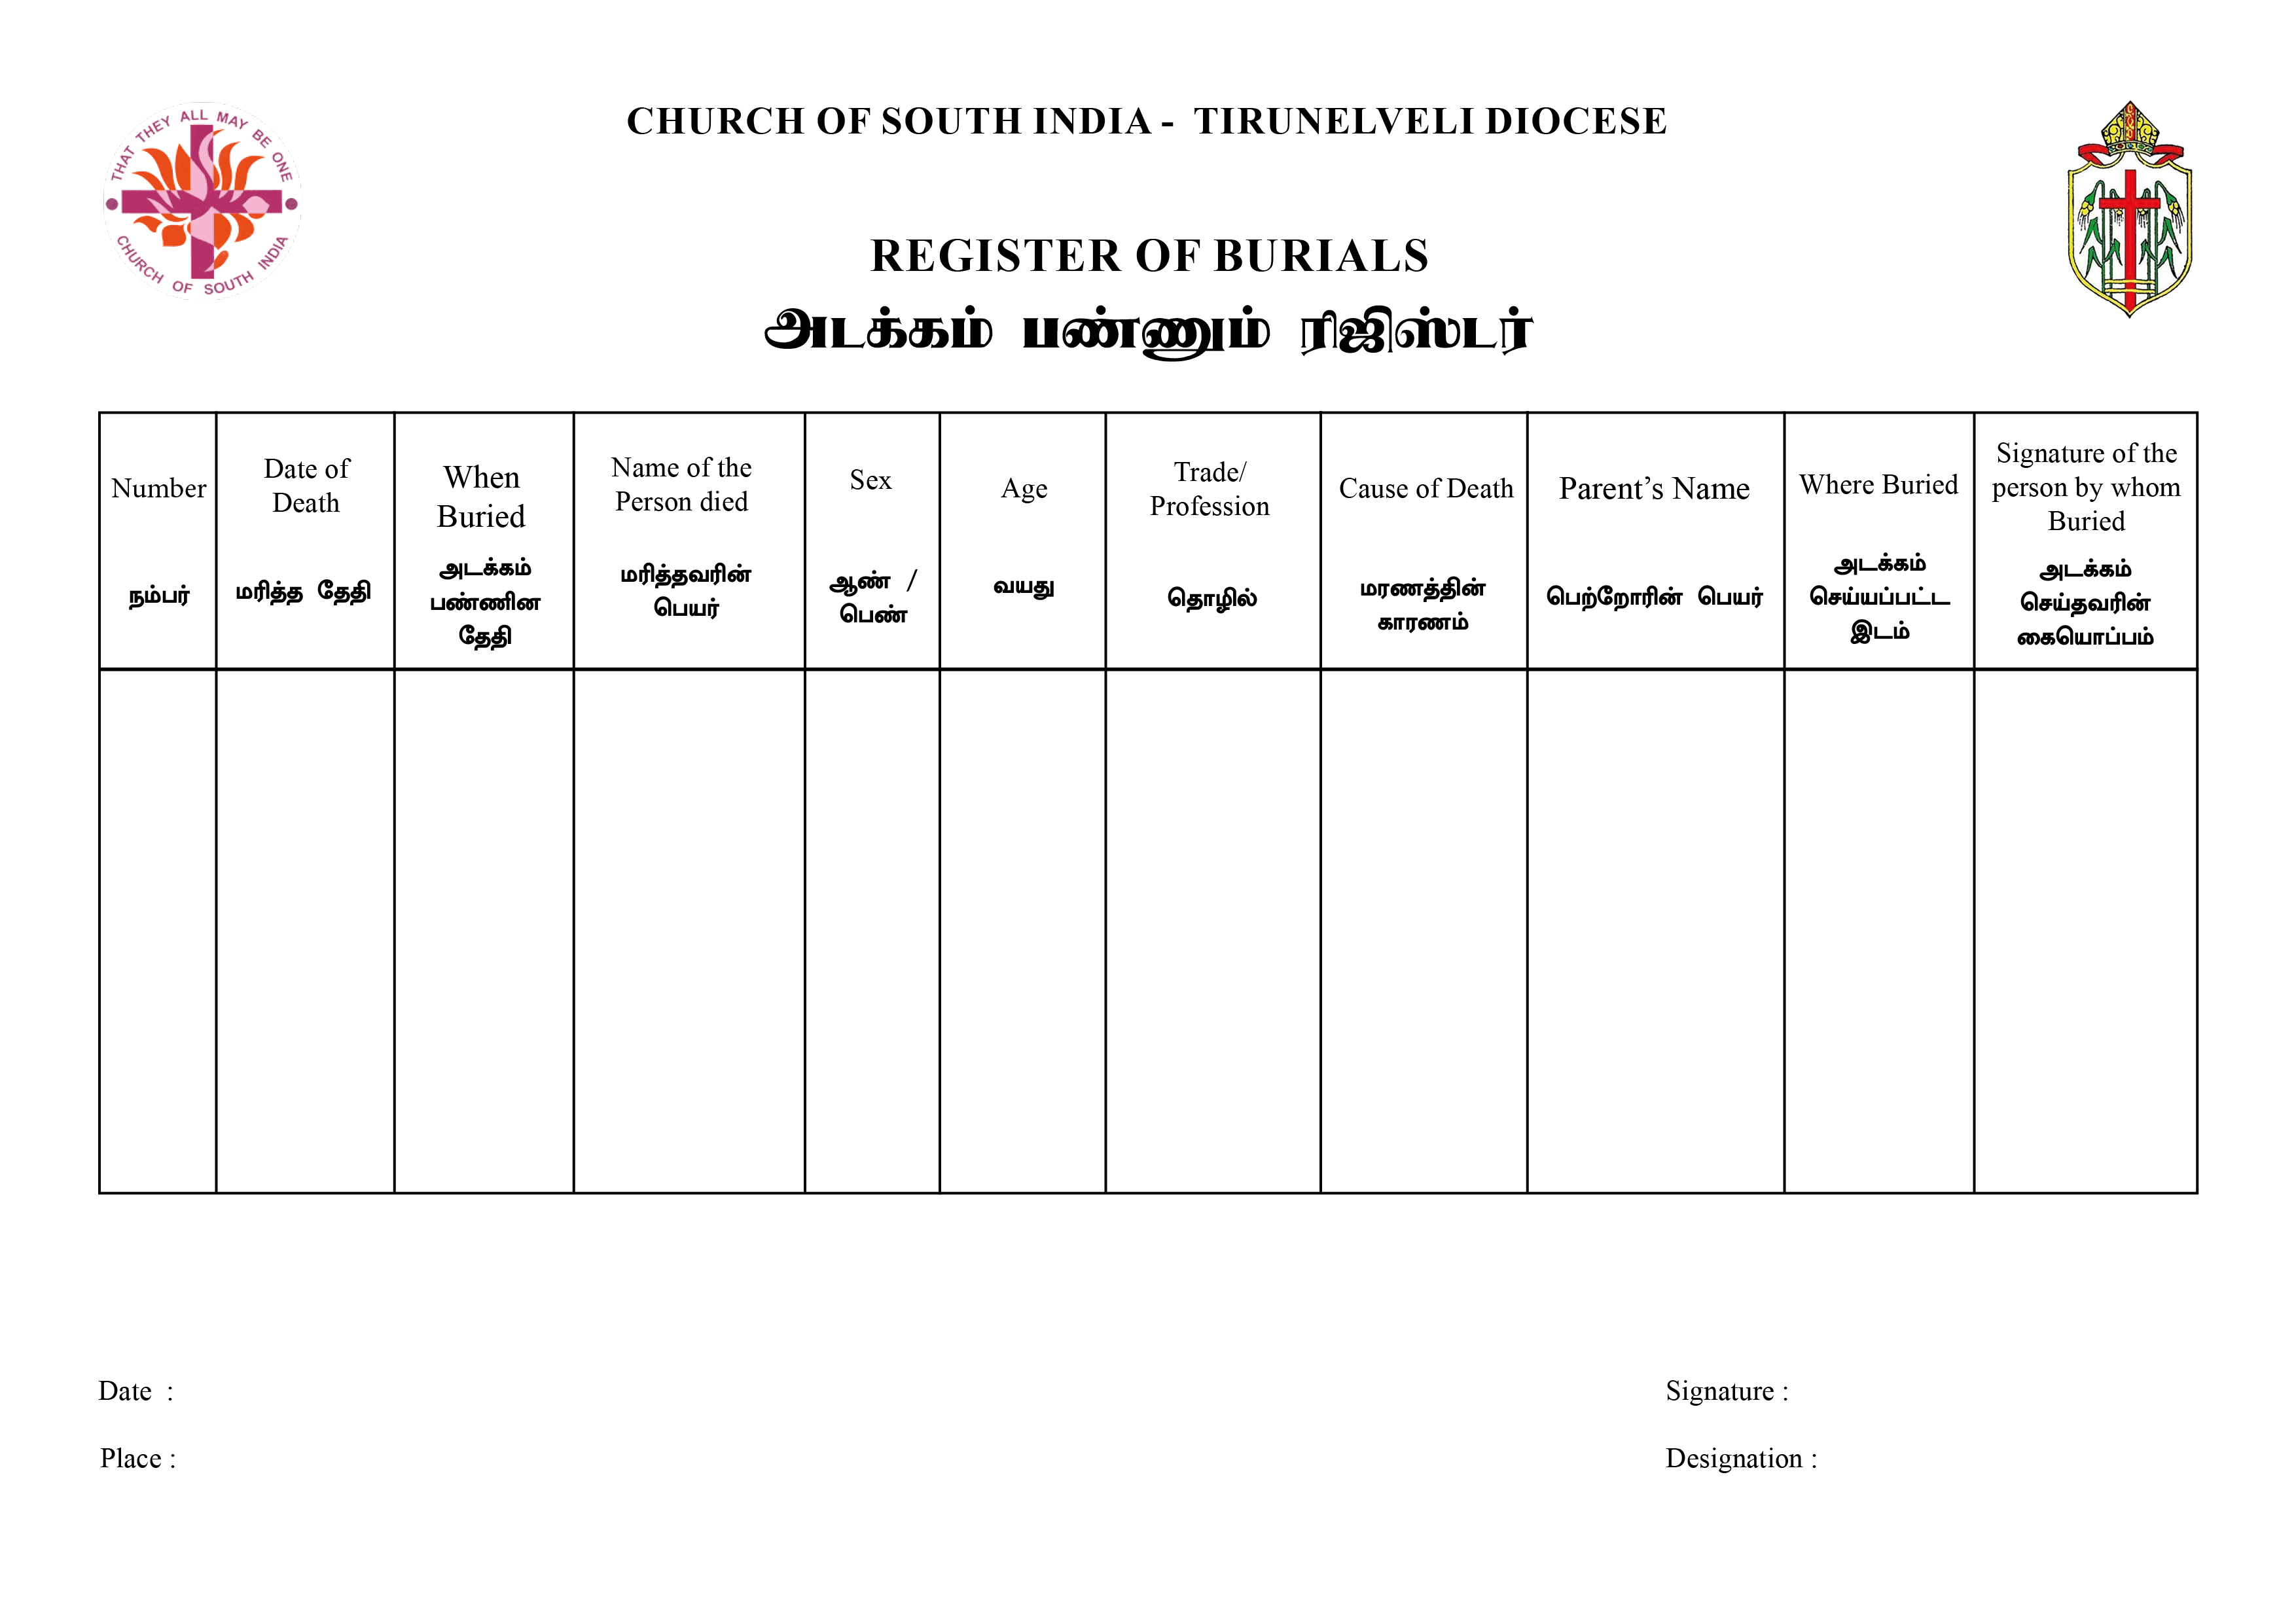 THAT THEY ALL MAY BE ONE
CHURCH OF SOUTH INDIA
CHURCH OF SOUTH INDIA - TIRUNELVELI DIOCESE
REGISTER OF BURIALS
அடக்கம் பண்ணும் ரிஜிஸ்டர்
Number
நம்பர்
Date of
Death
மரித்த தேதி
When
Buried
அடக்கம்
பண்ணின
தேதி
Name of the
Person died
மரித்தவரின்
பெயர்
Sex
ஆண் /
பெண்
Age
வயது
Trade/
Profession
தொழில்
Cause of Death
மரணத்தின்
காரணம்
Parent’s Name
பெற்றோரின் பெயர்
Where Buried
அடக்கம்
செய்யப்பட்ட
இடம்
Signature of the
person by whom
Buried
அடக்கம்
செய்தவரின்
கையொப்பம்
Date :
Signature :
Place :
Designation :